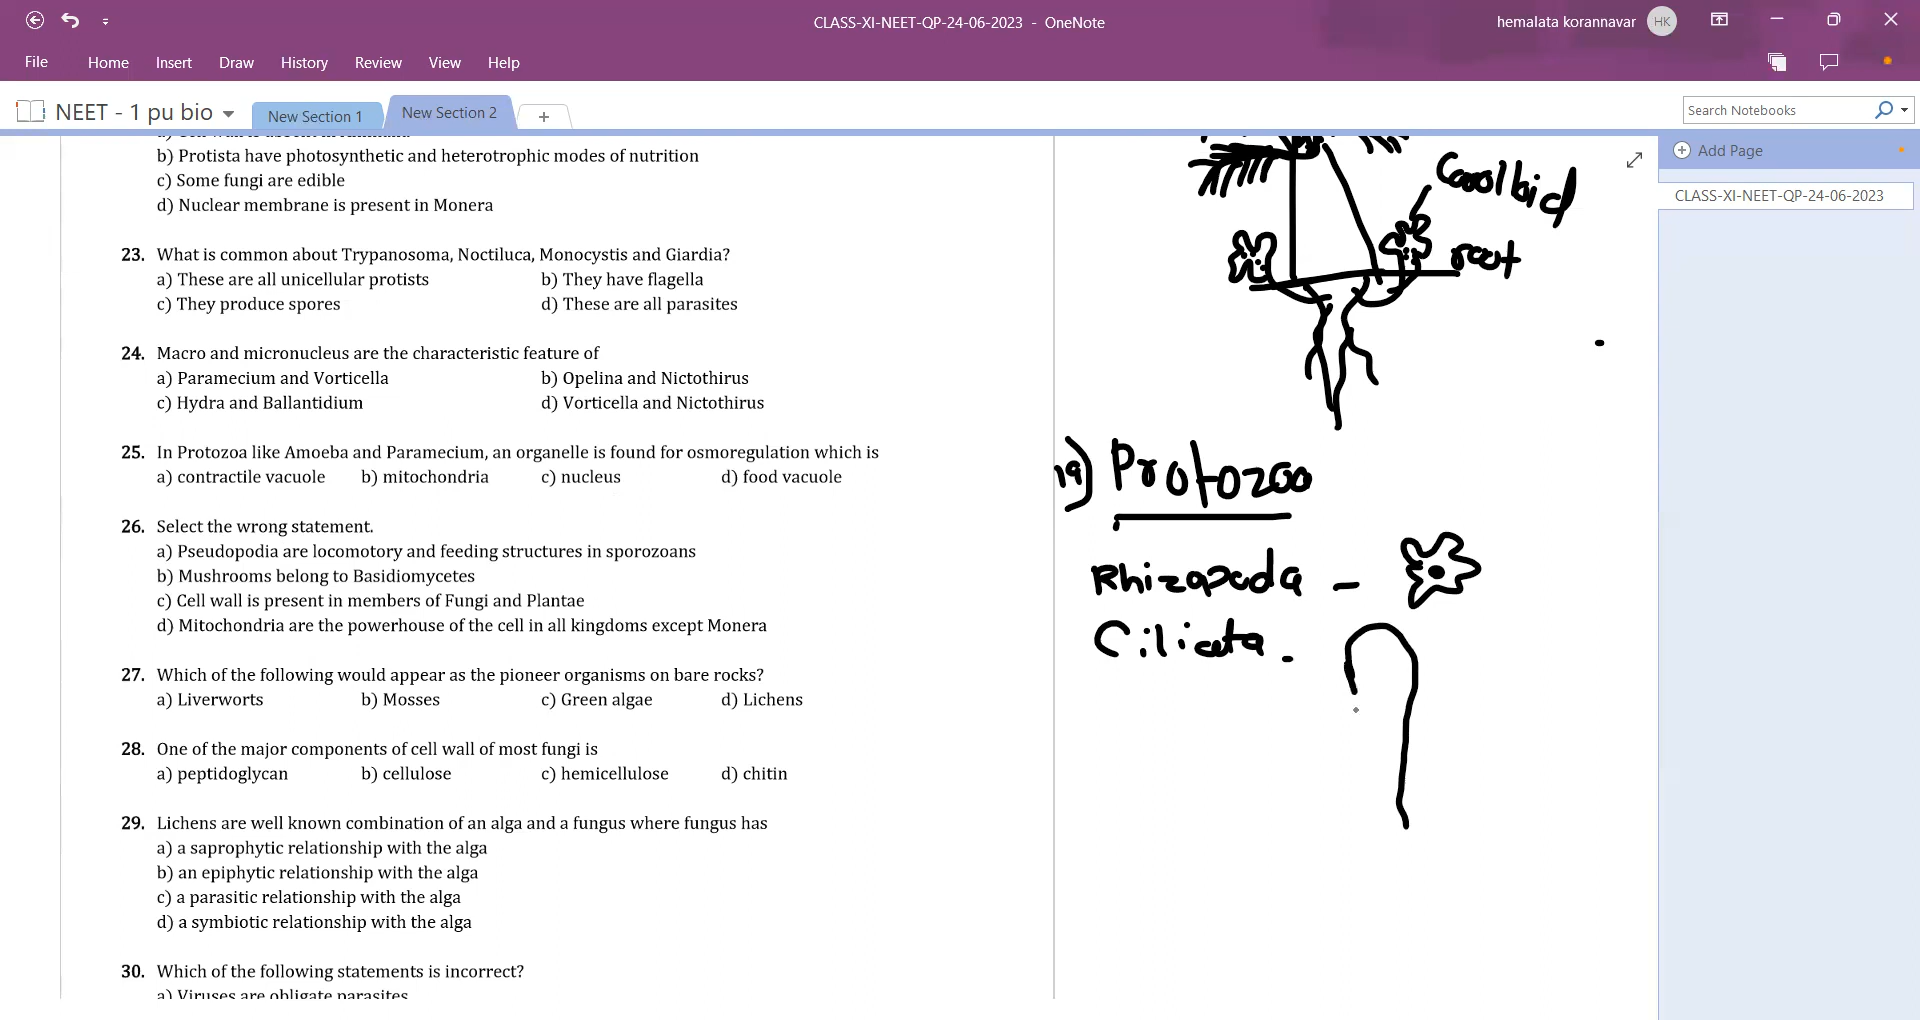 CLASS-XI-NEET-QP-24-06-2023 - OneNote
hemalata korannavar HK
File Home Insert Draw History Review View Help
NEET - 1 pu bio New Section 1 New Section 2 +
Search Notebooks
Add Page
CLASS-XI-NEET-QP-24-06-2023
b) Protista have photosynthetic and heterotrophic modes of nutrition
c) Some fungi are edible
d) Nuclear membrane is present in Monera
23. What is common about Trypanosoma, Noctiluca, Monocystis and Giardia?
a) These are all unicellular protists b) They have flagella
c) They produce spores d) These are all parasites
24. Macro and micronucleus are the characteristic feature of
a) Paramecium and Vorticella b) Opelina and Nictothirus
c) Hydra and Ballantidium d) Vorticella and Nictothirus
25. In Protozoa like Amoeba and Paramecium, an organelle is found for osmoregulation which is
a) contractile vacuole b) mitochondria c) nucleus d) food vacuole
26. Select the wrong statement.
a) Pseudopodia are locomotory and feeding structures in sporozoans
b) Mushrooms belong to Basidiomycetes
c) Cell wall is present in members of Fungi and Plantae
d) Mitochondria are the powerhouse of the cell in all kingdoms except Monera
27. Which of the following would appear as the pioneer organisms on bare rocks?
a) Liverworts b) Mosses c) Green algae d) Lichens
28. One of the major components of cell wall of most fungi is
a) peptidoglycan b) cellulose c) hemicellulose d) chitin
29. Lichens are well known combination of an alga and a fungus where fungus has
a) a saprophytic relationship with the alga
b) an epiphytic relationship with the alga
c) a parasitic relationship with the alga
d) a symbiotic relationship with the alga
30. Which of the following statements is incorrect?
a) Viruses are obligate parasites
root
19) Protozoa
Rhizopoda -
Ciliata -